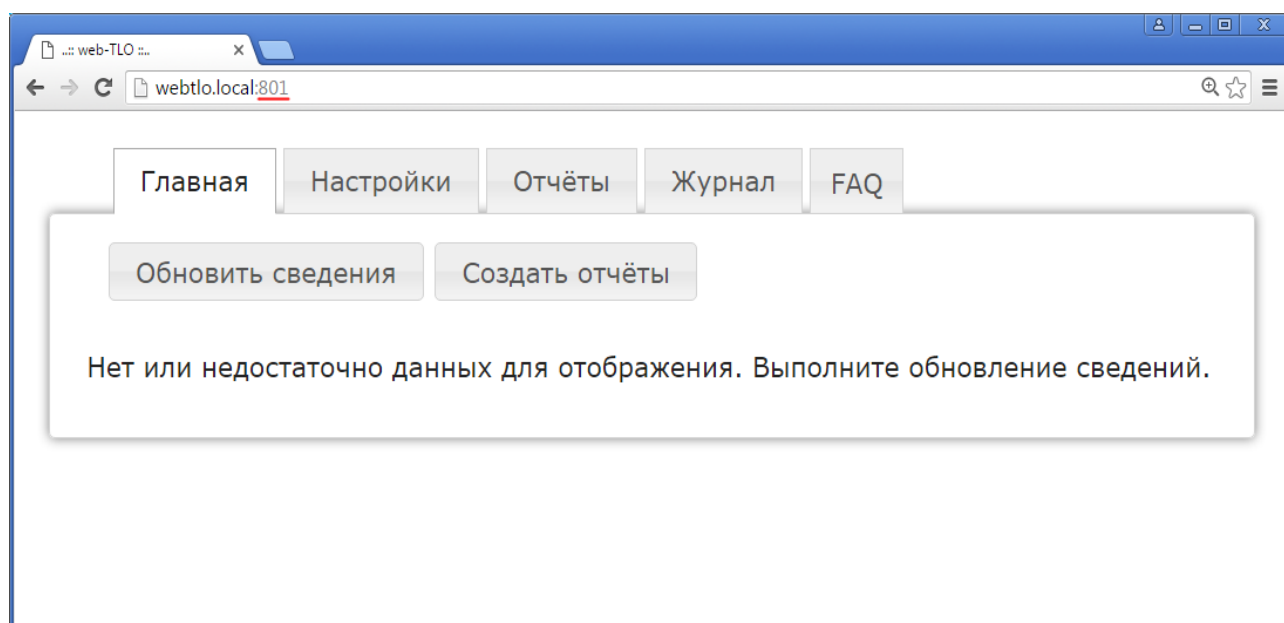 ..:: web-TLO ::..
webtlo.local:801
Главная Настройки Отчёты Журнал FAQ
Обновить сведения Создать отчёты
Нет или недостаточно данных для отображения. Выполните обновление сведений.